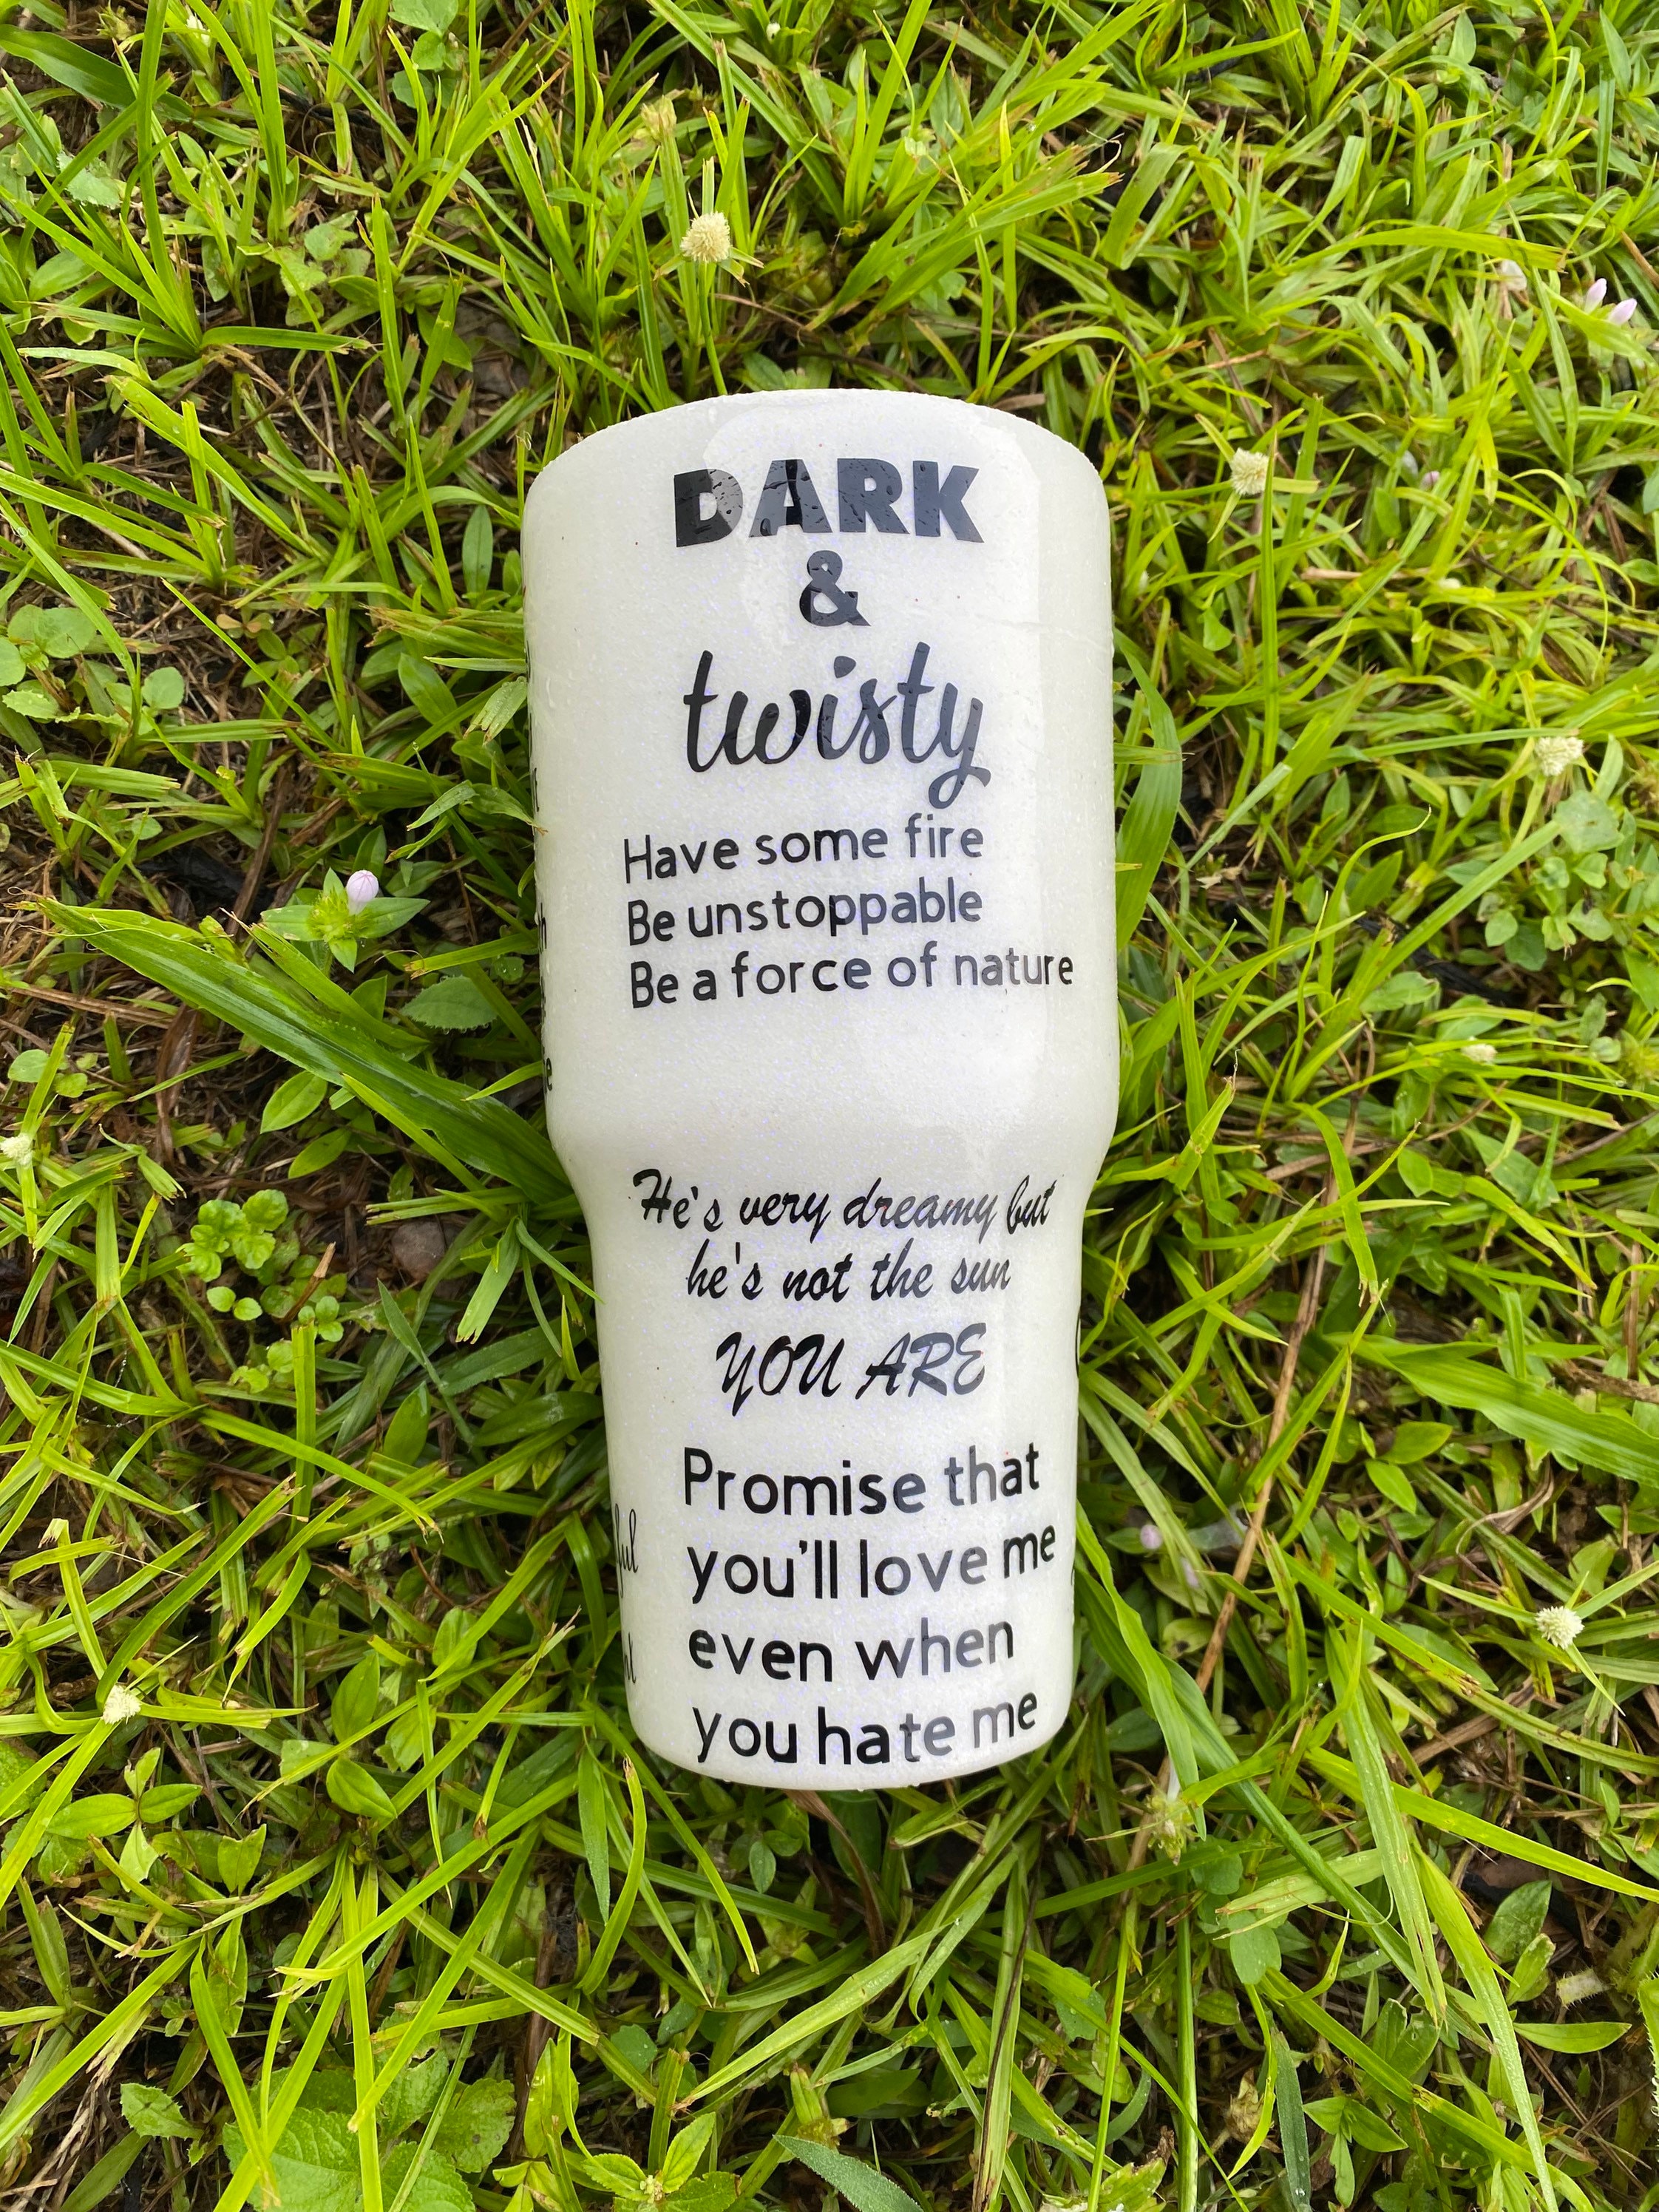 DARK
&
twisty
Have some fire
Be unstoppable
Be a force of nature
He's very dreamy but
he's not the sun
YOU ARE
Promise that
you'll love me
even when
you hate me